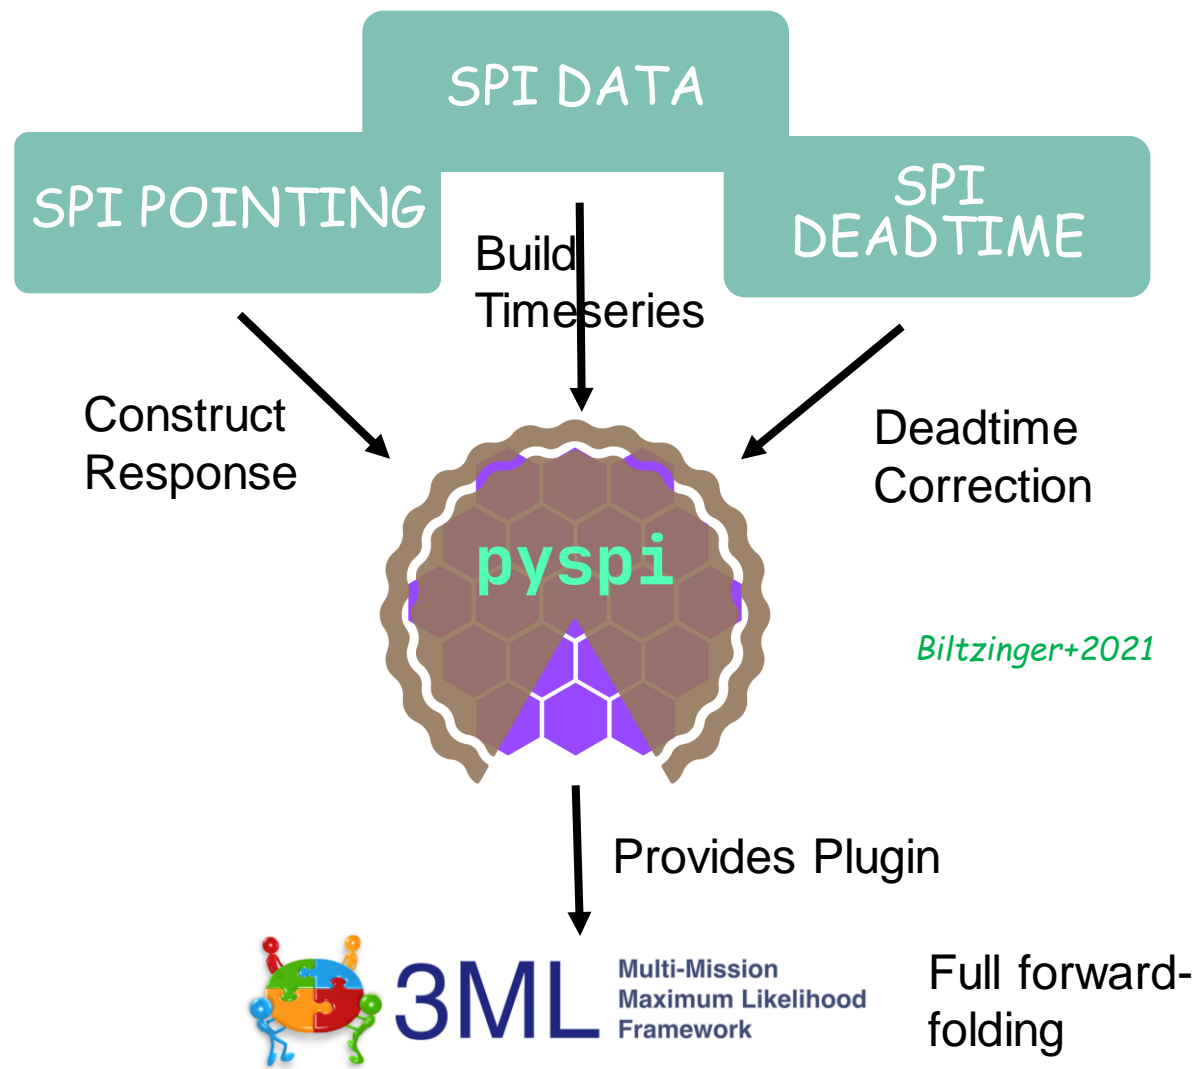 SPI DATA
SPI POINTING
SPI
DEADTIME
Build
Timeseries
Construct
Response
Deadtime
Correction
pyspi
Biltzinger+2021
Provides Plugin
3ML
Multi-Mission
Maximum Likelihood
Framework
Full forward-
folding